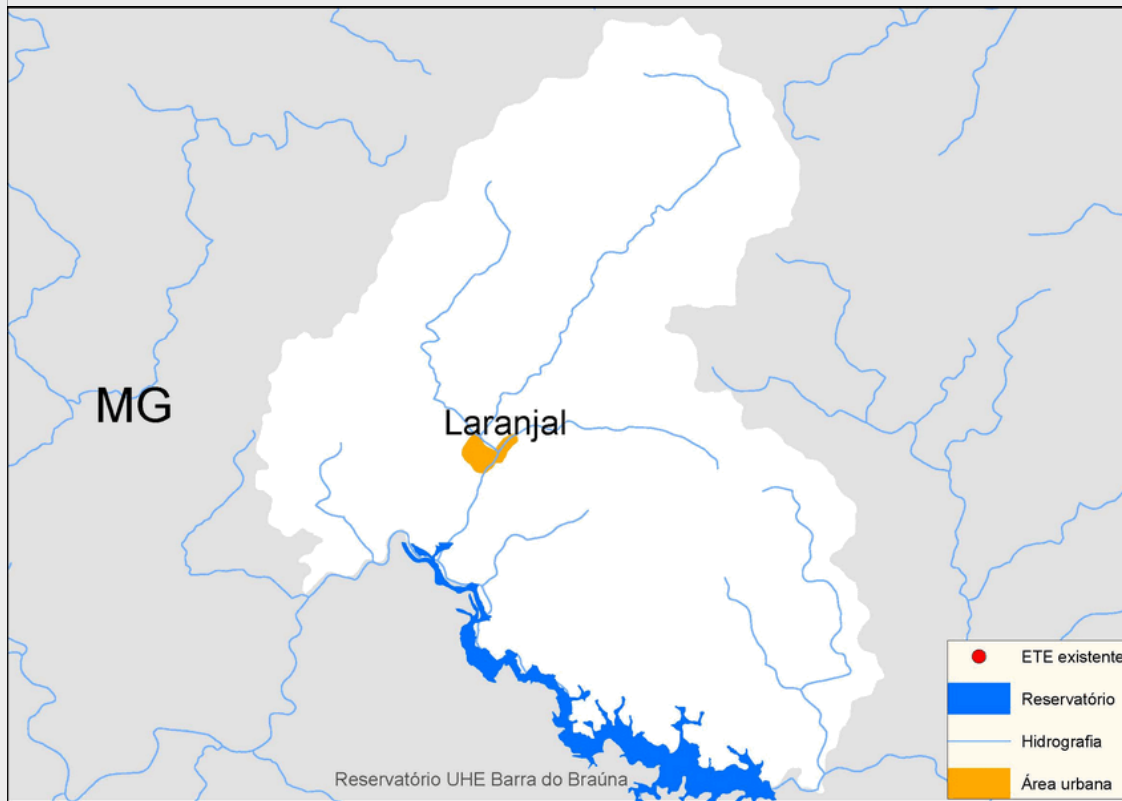 MG
Laranjal
Reservatório UHE Barra do Braúna
ETE existente
Reservatório
Hidrografia
Área urbana